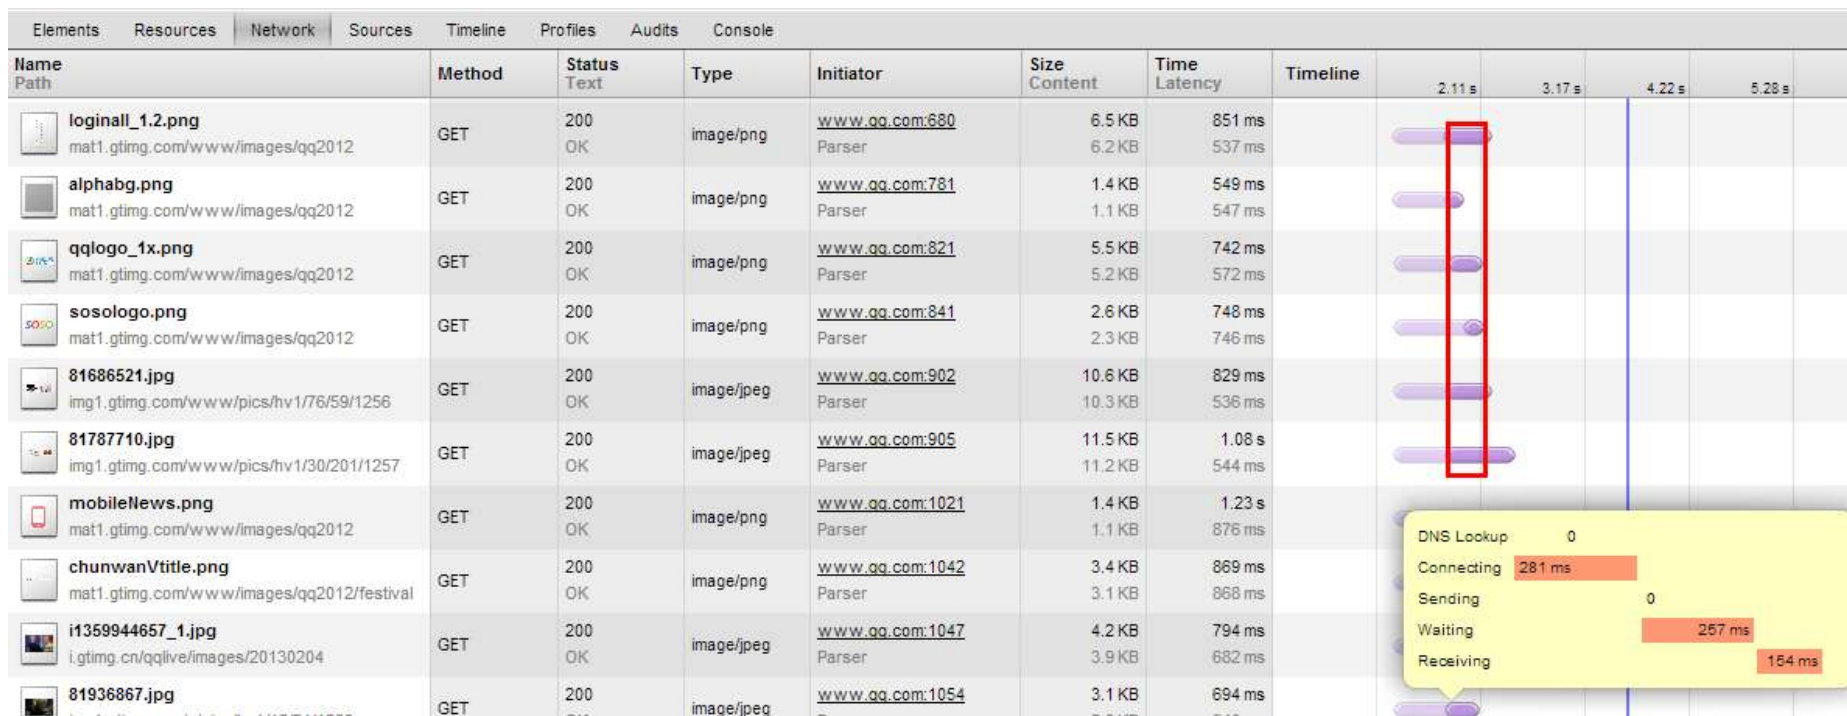 Elements Resources Network Sources Timeline Profiles Audits Console
Name Method Status Type Initiator Size Time Timeline
Path Text Content Latency 2.11 s 3.17 s 4.22 s 5.28 s
loginall_1.2.png GET 200 image/png www.qq.com:680 6.5 KB 851 ms
mat1.gtimg.com/www/images/qq2012 OK Parser 6.2 KB 537 ms
alphabg.png GET 200 image/png www.qq.com:781 1.4 KB 549 ms
mat1.gtimg.com/www/images/qq2012 OK Parser 1.1 KB 547 ms
qqlogo_1x.png GET 200 image/png www.qq.com:821 5.5 KB 742 ms
mat1.gtimg.com/www/images/qq2012 OK Parser 5.2 KB 572 ms
soso
sosologo.png GET 200 image/png www.qq.com:841 2.6 KB 748 ms
mat1.gtimg.com/www/images/qq2012 OK Parser 2.3 KB 746 ms
81686521.jpg GET 200 image/jpeg www.qq.com:902 10.6 KB 829 ms
img1.gtimg.com/www/pics/hv1/76/59/1256 OK Parser 10.3 KB 536 ms
81787710.jpg GET 200 image/jpeg www.qq.com:905 11.5 KB 1.08 s
img1.gtimg.com/www/pics/hv1/30/201/1257 OK Parser 11.2 KB 544 ms
mobileNews.png GET 200 image/png www.qq.com:1021 1.4 KB 1.23 s
mat1.gtimg.com/www/images/qq2012 OK Parser 1.1 KB 876 ms
chunwanVtitle.png GET 200 image/png www.qq.com:1042 3.4 KB 869 ms
mat1.gtimg.com/www/images/qq2012/festival OK Parser 3.1 KB 868 ms
i1359944657_1.jpg GET 200 image/jpeg www.qq.com:1047 4.2 KB 794 ms
i.gtimg.cn/qqlive/images/20130204 OK Parser 3.9 KB 682 ms
81936867.jpg GET 200 image/jpeg www.qq.com:1054 3.1 KB 694 ms
DNS Lookup 0
Connecting 281 ms
Sending 0
Waiting 257 ms
Receiving 154 ms